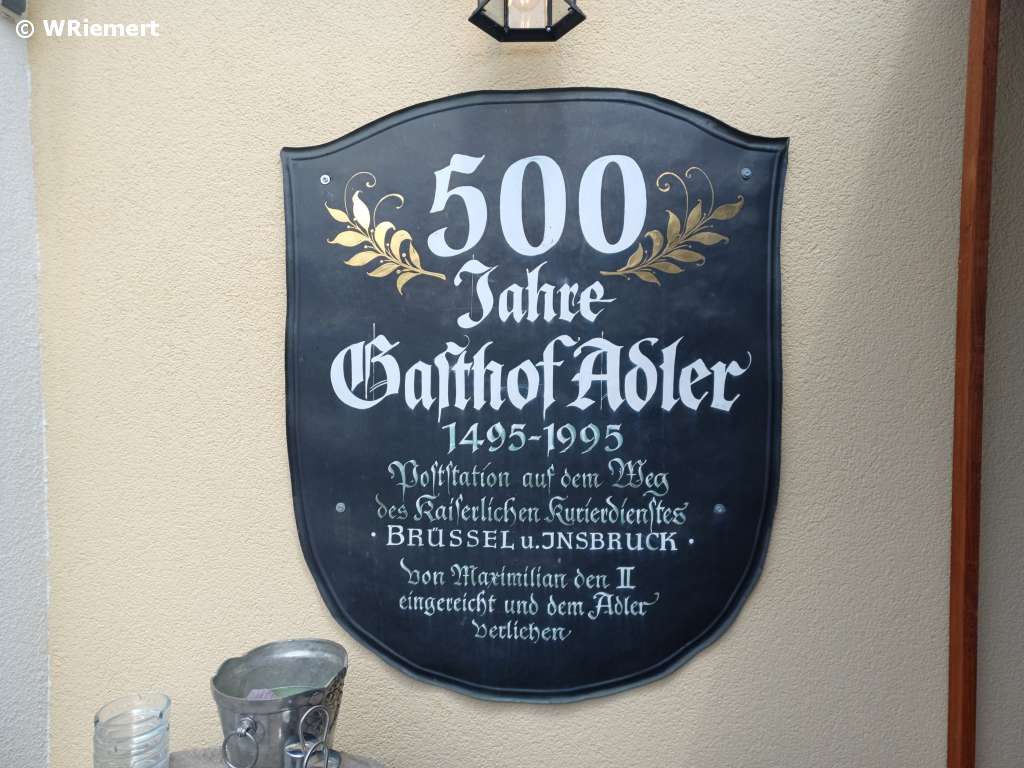 © WRiemert
500
Jahre
Gasthof Adler
1495-1995
Poststation auf dem Weg
des Kaiserlichen Kurierdienstes
· BRÜSSEL u. INSBRUCK ·
Von Maximilian den II
eingereicht und dem Adler
verlichen